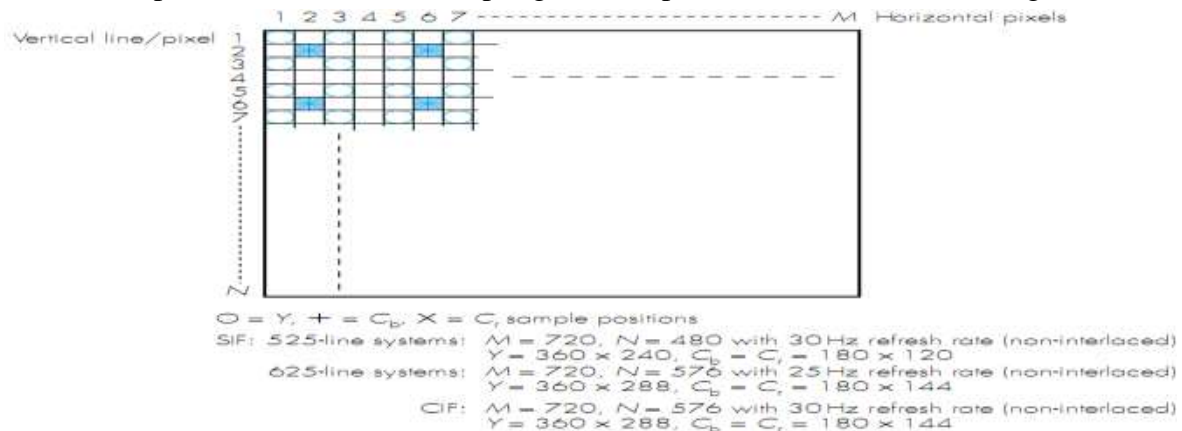 1 2 3 4 5 6 7 M Horizontal pixels
Vertical line/pixel 1
2
3
4
5
6
7
N
O = Y, + = Cb, X = Cr sample positions
SIF: 525-line systems: M = 720, N = 480 with 30 Hz refresh rate (non-interlaced)
Y = 360 x 240, Cb = Cr = 180 x 120
625-line systems: M = 720, N = 576 with 25 Hz refresh rate (non-interlaced)
Y = 360 x 288, Cb = Cr = 180 x 144
CIF: M = 720, N = 576 with 30 Hz refresh rate (non-interlaced)
Y = 360 x 288, Cb = Cr = 180 x 144